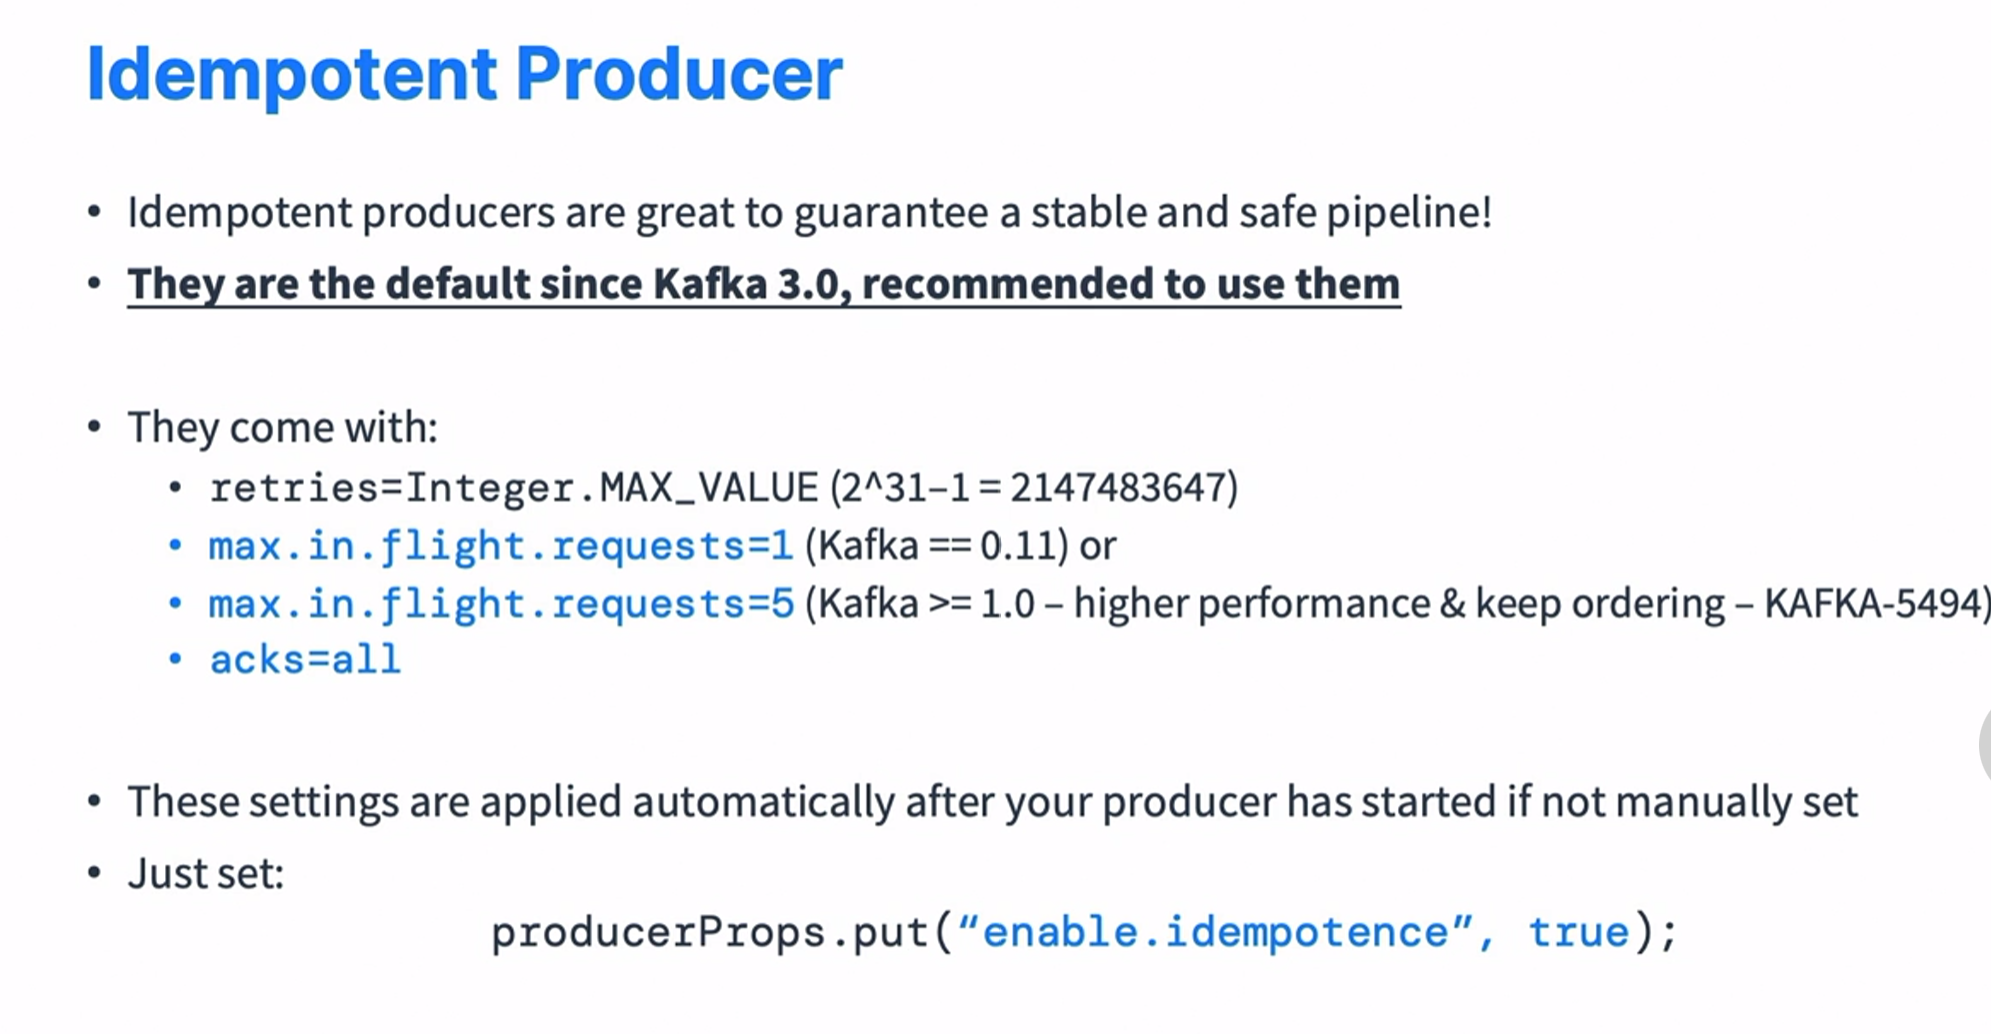 Idempotent Producer
• Idempotent producers are great to guarantee a stable and safe pipeline!
• They are the default since Kafka 3.0, recommended to use them
• They come with:
• retries=Integer.MAX_VALUE (2^31–1 = 2147483647)
• max.in.flight.requests=1 (Kafka == 0.11) or
• max.in.flight.requests=5 (Kafka >= 1.0 – higher performance & keep ordering – KAFKA-5494)
• acks=all
• These settings are applied automatically after your producer has started if not manually set
• Just set:
producerProps.put(“enable.idempotence”, true);